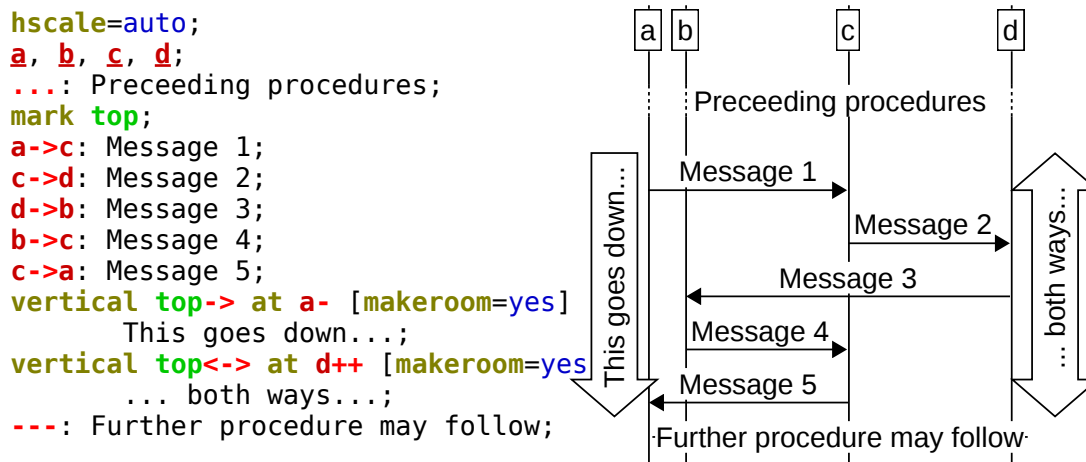 hscale=auto;
a, b, c, d;
...: Preceeding procedures;
mark top;
a->c: Message 1;
c->d: Message 2;
d->b: Message 3;
b->c: Message 4;
c->a: Message 5;
vertical top-> at a- [makeroom=yes]
This goes down...;
vertical top<-> at d++ [makeroom=yes
... both ways...;
---: Further procedure may follow;
a b c d
Preceeding procedures
Message 1
Message 2
Message 3
Message 4
Message 5
This goes down...
... both ways...
Further procedure may follow